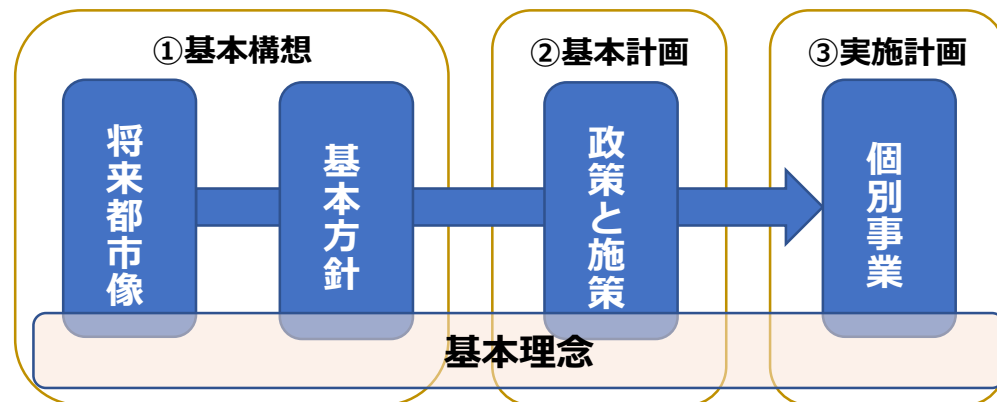 ①基本構想
②基本計画
③実施計画
将来都市像
基本方針
政策と施策
個別事業
基本理念